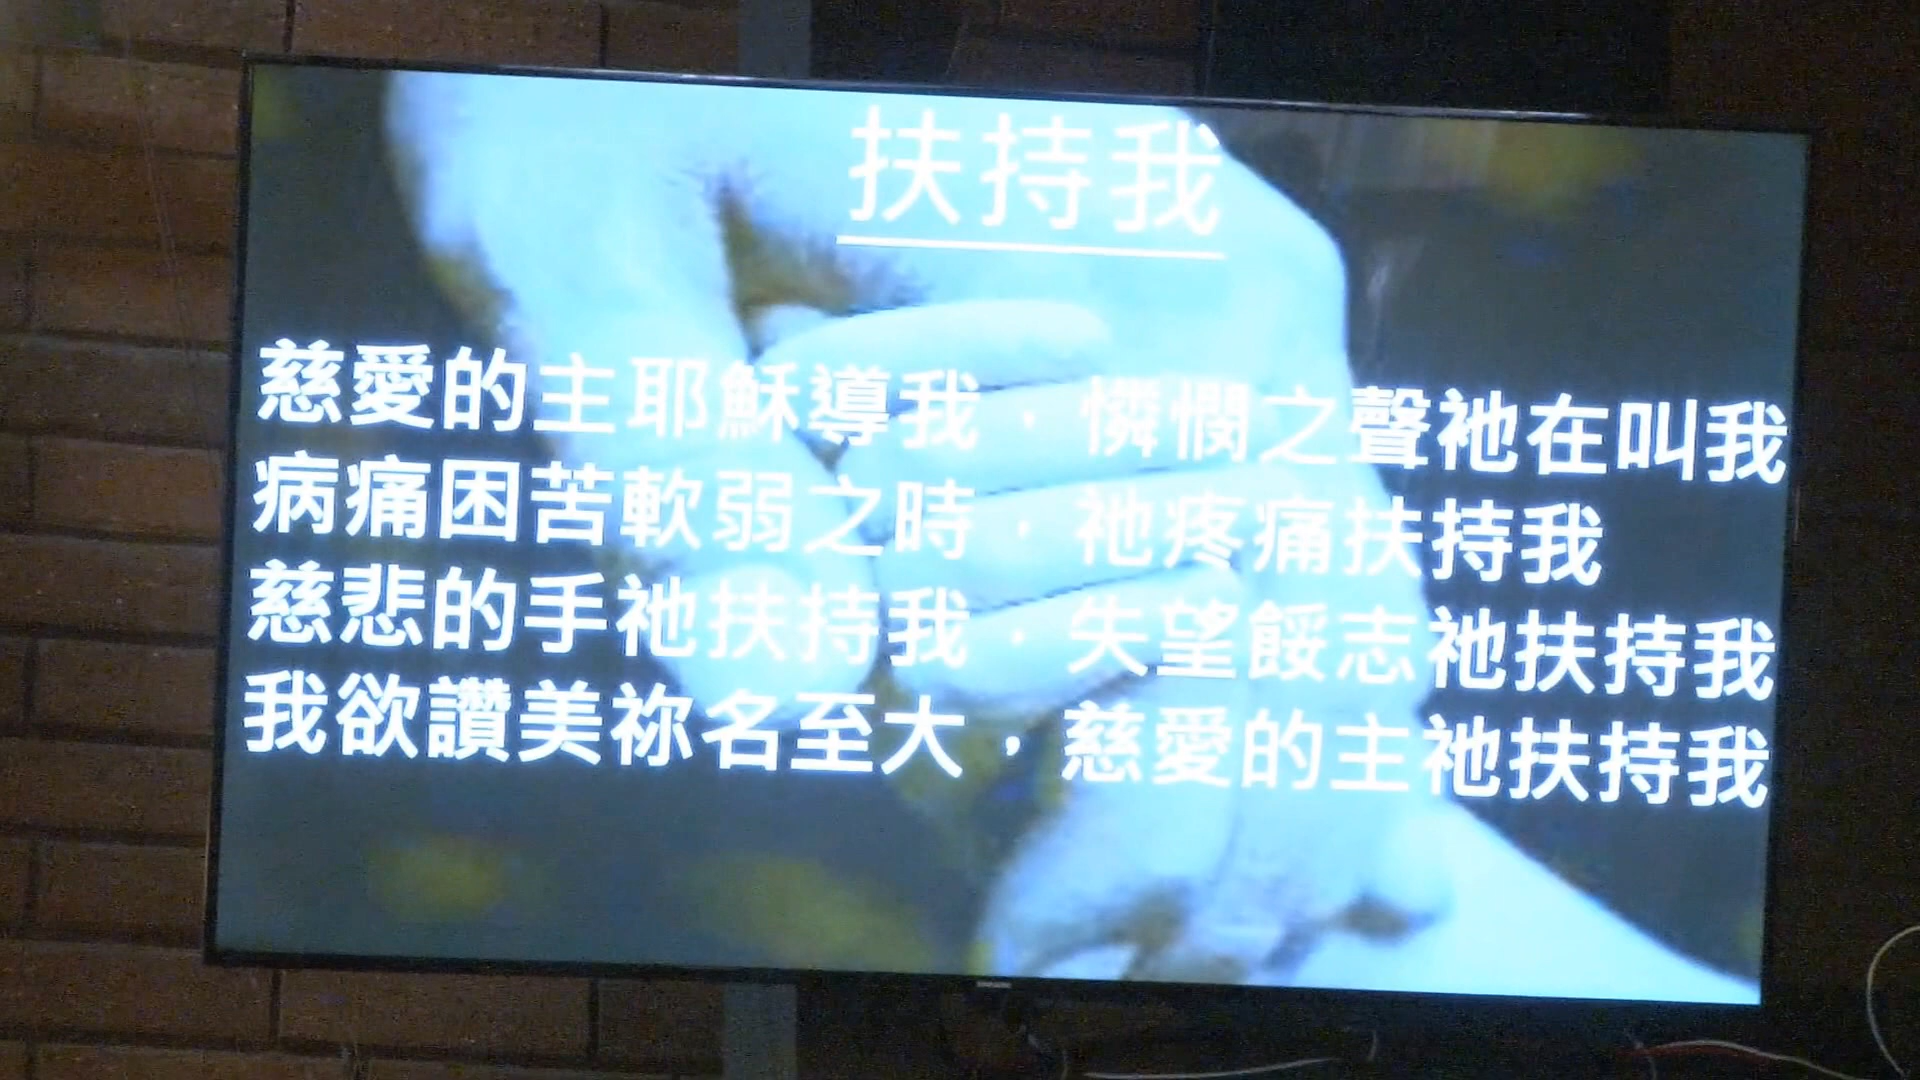 扶持我
慈愛的主耶穌導我，憐憫之聲祂在叫我
病痛困苦軟弱之時，祂疼痛扶持我
慈悲的手祂扶持我，失望餒志祂扶持我
我欲讚美祢名至大，慈愛的主祂扶持我
SAMSUNG